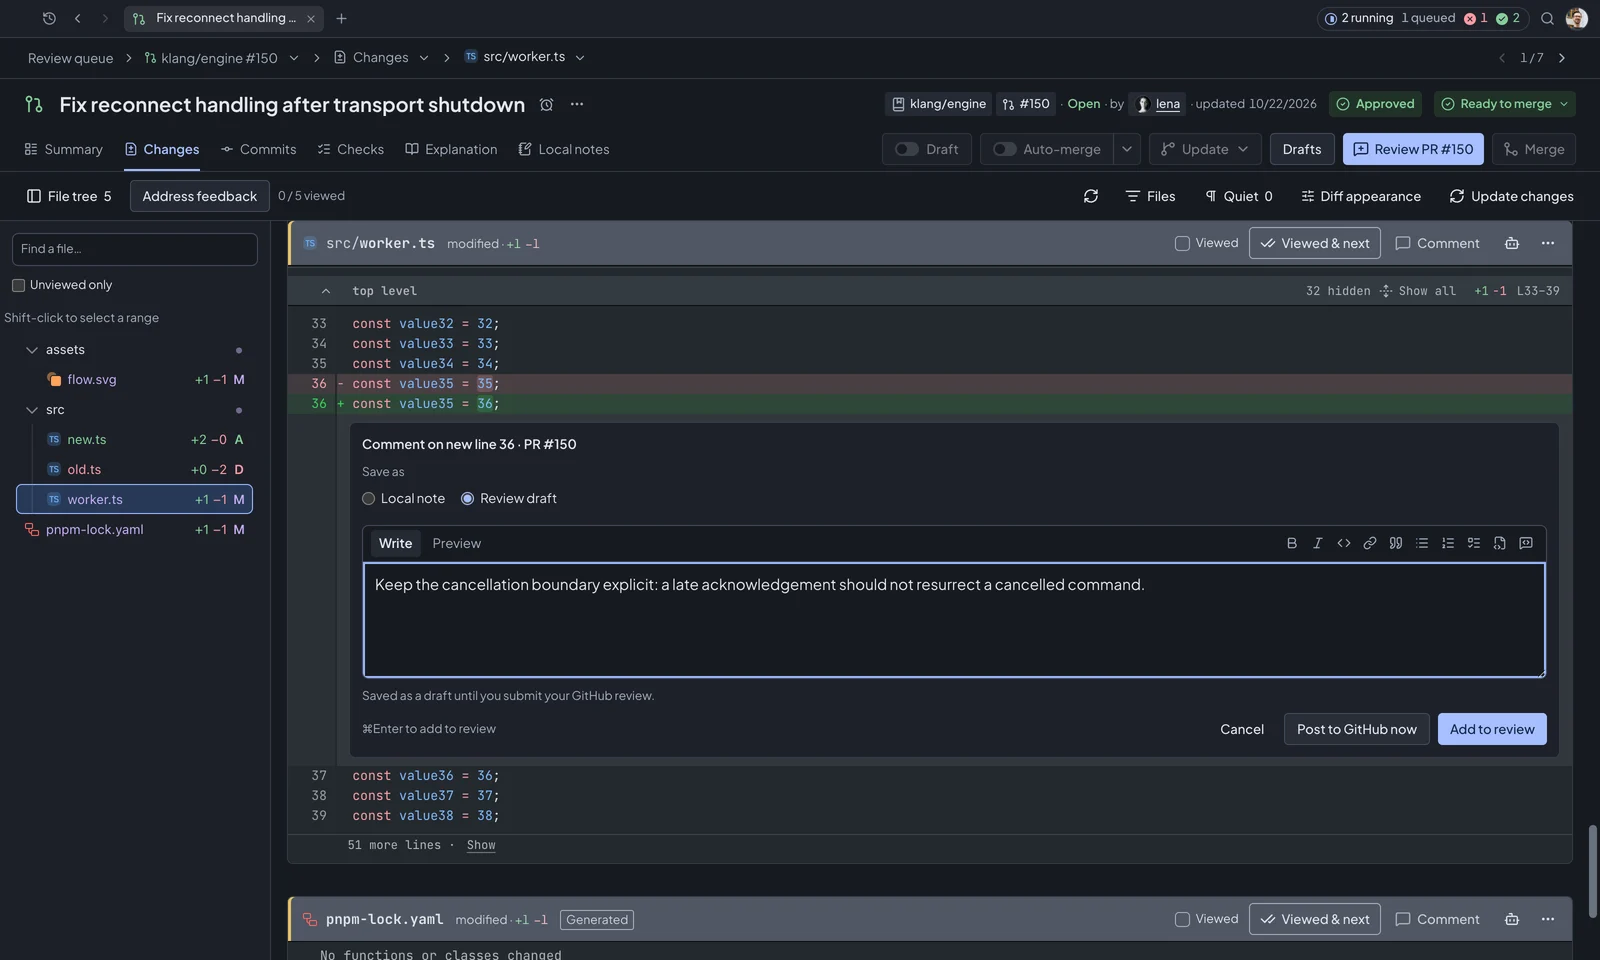 Fix reconnect handling ...
2 running 1 queued 1 2
Review queue > klang/engine #150 > Changes > TS src/worker.ts
1/7
Fix reconnect handling after transport shutdown
klang/engine #150 · Open · by lena · updated 10/22/2026 Approved Ready to merge
Summary Changes Commits Checks Explanation Local notes
Draft Auto-merge Update Drafts Review PR #150 Merge
File tree 5 Address feedback 0/5 viewed
Files Quiet 0 Diff appearance Update changes
Find a file...
Unviewed only
Shift-click to select a range
assets
flow.svg +1 −1 M
src
TS new.ts +2 −0 A
TS old.ts +0 −2 D
TS worker.ts +1 −1 M
pnpm-lock.yaml +1 −1 M
TS src/worker.ts modified · +1 −1
Viewed Viewed & next Comment
top level
32 hidden Show all +1 -1 L33–39
33 const value32 = 32;
34 const value33 = 33;
35 const value34 = 34;
36 - const value35 = 35;
36 + const value35 = 36;
Comment on new line 36 · PR #150
Save as
Local note Review draft
Write Preview
Keep the cancellation boundary explicit: a late acknowledgement should not resurrect a cancelled command.
Saved as a draft until you submit your GitHub review.
⌘Enter to add to review
Cancel Post to GitHub now Add to review
37 const value36 = 36;
38 const value37 = 37;
39 const value38 = 38;
51 more lines · Show
pnpm-lock.yaml modified · +1 −1 Generated
Viewed Viewed & next Comment
No functions or classes changed